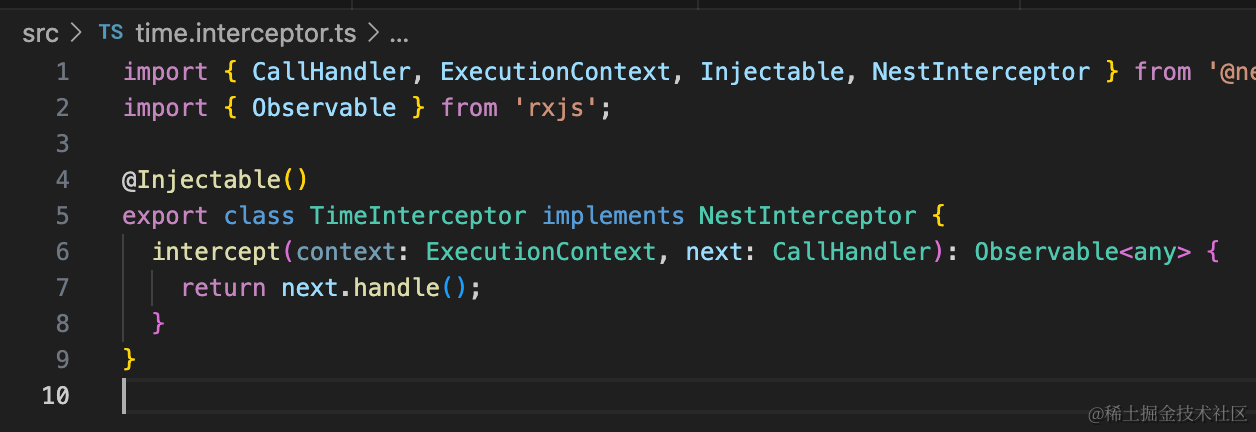 src > TS time.interceptor.ts > ...
1 import { CallHandler, ExecutionContext, Injectable, NestInterceptor } from '@ne
2 import { Observable } from 'rxjs';
3
4 @Injectable()
5 export class TimeInterceptor implements NestInterceptor {
6 intercept(context: ExecutionContext, next: CallHandler): Observable<any> {
7 return next.handle();
8 }
9 }
10
@稀土掘金技术社区